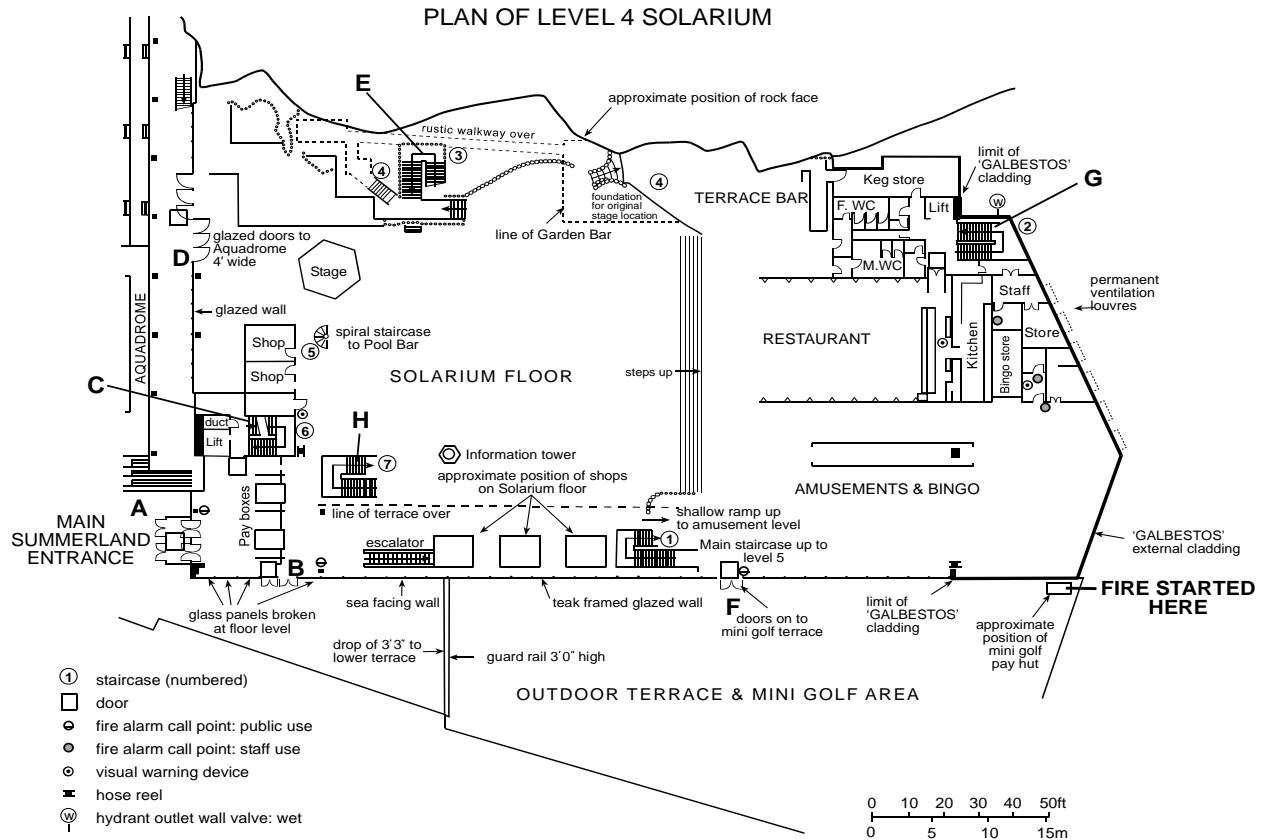 PLAN OF LEVEL 4 SOLARIUM
E
approximate position of rock face
rustic walkway over
3
4
4
foundation
for original
stage location
TERRACE BAR
Keg store
limit of
‘GALBESTOS’
cladding
G
F. WC
Lift
W
2
M.WC
glazed doors to
Aquadrome
4' wide
D
Stage
line of Garden Bar
permanent
ventilation
louvres
Staff
AQUADROME
glazed wall
spiral staircase
to Pool Bar
Shop
5
Shop
RESTAURANT
Kitchen
Bingo store
Store
SOLARIUM FLOOR
steps up
C
duct
Lift
6
H
7
Information tower
approximate position of shops
on Solarium floor
AMUSEMENTS & BINGO
A
MAIN
SUMMERLAND
ENTRANCE
Pay boxes
line of terrace over
shallow ramp up
to amusement level
escalator
1
Main staircase up to
level 5
‘GALBESTOS’
external cladding
B
glass panels broken
at floor level
sea facing wall
teak framed glazed wall
F
doors on to
mini golf terrace
limit of
‘GALBESTOS’
cladding
FIRE STARTED
HERE
approximate
position of
mini golf
pay hut
drop of 3'3" to
lower terrace
guard rail 3'0" high
OUTDOOR TERRACE & MINI GOLF AREA
1 staircase (numbered)
door
fire alarm call point: public use
fire alarm call point: staff use
visual warning device
hose reel
W hydrant outlet wall valve: wet
0 10 20 30 40 50ft
0 5 10 15m